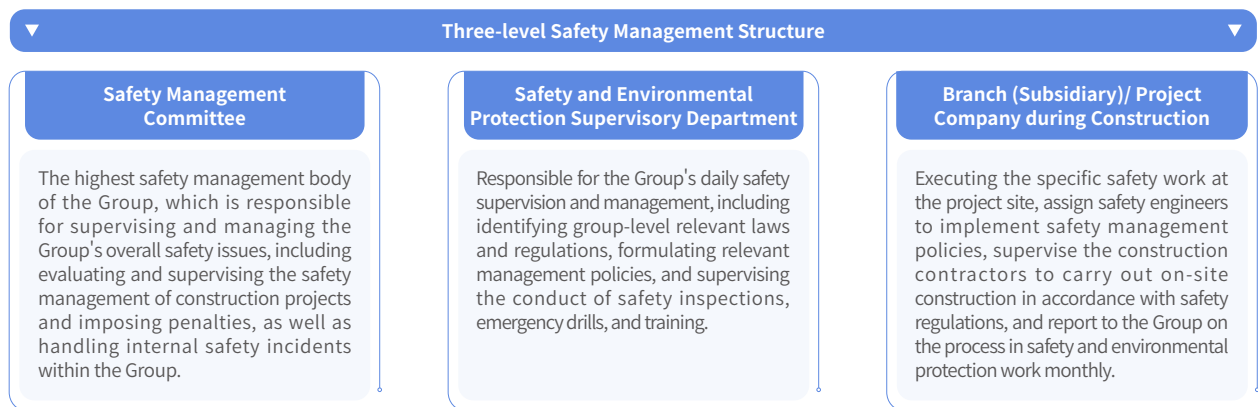 Three-level Safety Management Structure
Safety Management
Committee
The highest safety management body
of the Group, which is responsible
for supervising and managing the
Group's overall safety issues, including
evaluating and supervising the safety
management of construction projects
and imposing penalties, as well as
handling internal safety incidents
within the Group.
Safety and Environmental
Protection Supervisory Department
Responsible for the Group's daily safety
supervision and management, including
identifying group-level relevant laws
and regulations, formulating relevant
management policies, and supervising
the conduct of safety inspections,
emergency drills, and training.
Branch (Subsidiary)/ Project
Company during Construction
Executing the specific safety work at
the project site, assign safety engineers
to implement safety management
policies, supervise the construction
contractors to carry out on-site
construction in accordance with safety
regulations, and report to the Group on
the process in safety and environmental
protection work monthly.